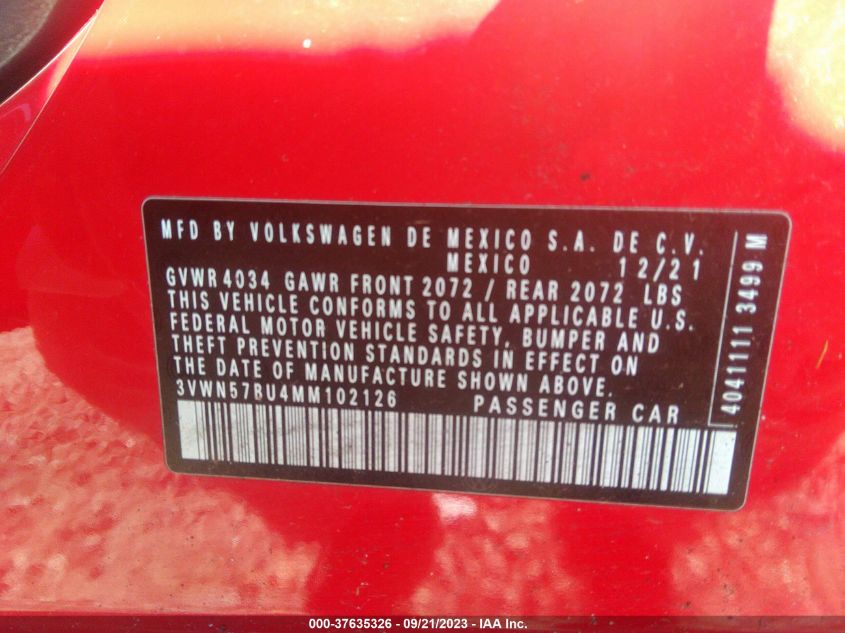 MFD BY VOLKSWAGEN DE MEXICO S.A. DE C.V.
MEXICO 12/21
GVWR 4034 GAWR FRONT 2072 / REAR 2072 LBS
THIS VEHICLE CONFORMS TO ALL APPLICABLE U.S.
FEDERAL MOTOR VEHICLE SAFETY, BUMPER AND
THEFT PREVENTION STANDARDS IN EFFECT ON
THE DATE OF MANUFACTURE SHOWN ABOVE.
3VWN57BU4MM102126 PASSENGER CAR
40411111 3499 M
000-37635326 - 09/21/2023 - IAA Inc.